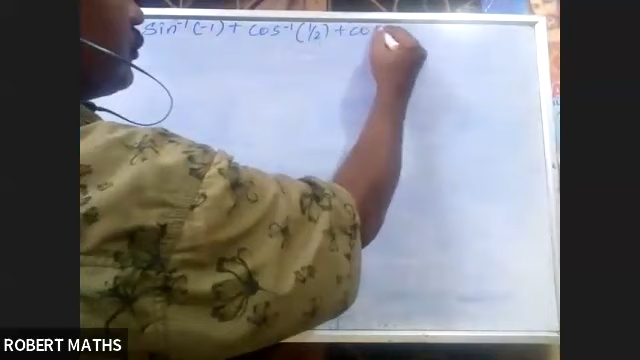 sin⁻¹(-1) + cos⁻¹(1/2) + co
ROBERT MATHS